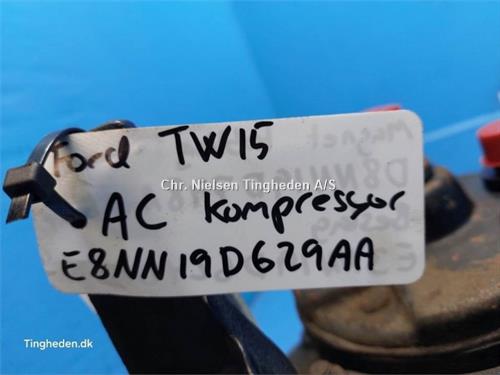 Ford TW15
Chr. Nielsen Tingheden A/S
AC Kompressor
E8NN19D629AA
Tingheden.dk